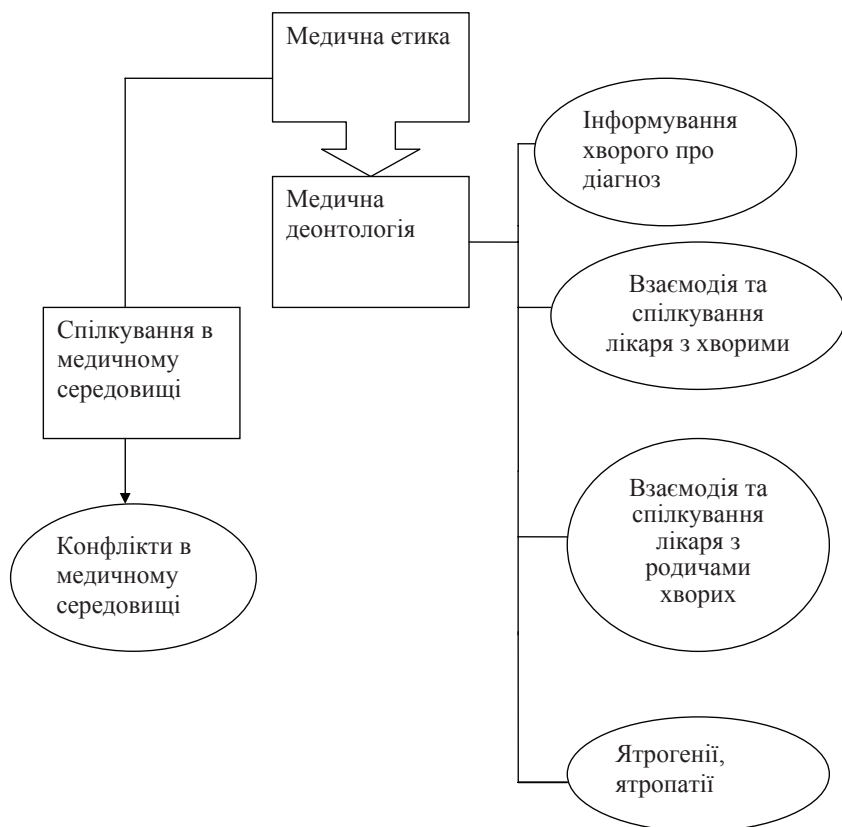 Медична етика
Медична
деонтологія
Спілкування в
медичному
середовищі
Конфлікти в
медичному
середовищі
Інформування
хворого про
діагноз
Взаємодія та
спілкування
лікаря з хворими
Взаємодія та
спілкування
лікаря з
родичами
хворих
Ятрогенії,
ятропатії